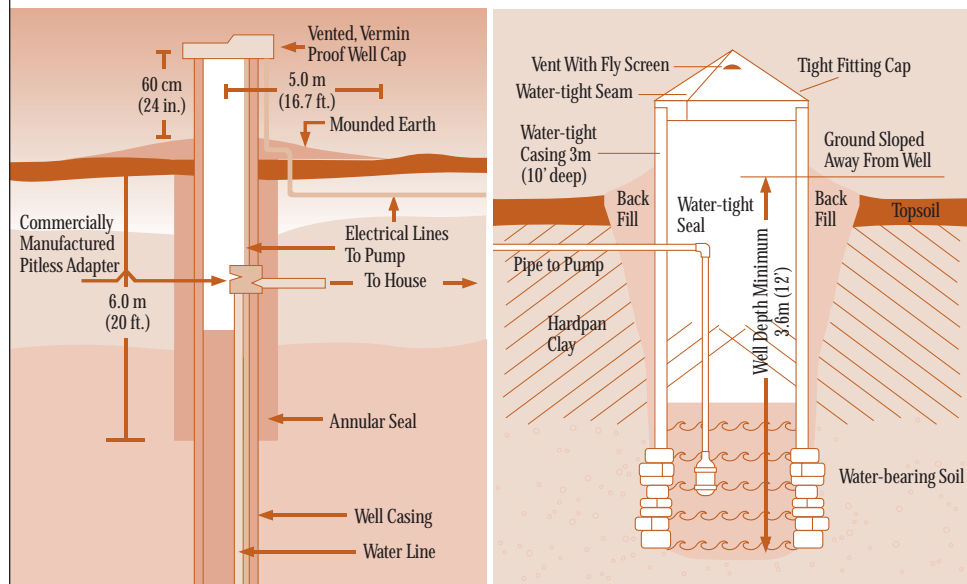 Vented, Vermin
Proof Well Cap
60 cm
(24 in.)
5.0 m
(16.7 ft.)
Mounded Earth
Commercially
Manufactured
Pitless Adapter
Electrical Lines
To Pump
To House
6.0 m
(20 ft.)
Annular Seal
Well Casing
Water Line
Vent With Fly Screen
Tight Fitting Cap
Water-tight Seam
Water-tight
Casing 3m
(10' deep)
Ground Sloped
Away From Well
Back
Fill
Water-tight
Seal
Back
Fill
Topsoil
Pipe to Pump
Well Depth Minimum
3.6m (12')
Hardpan
Clay
Water-bearing Soil